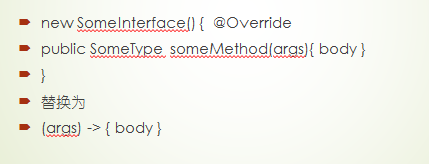 new SomeInterface() { @Override
public SomeType someMethod(args){ body }
}
替换为
(args) -> { body }